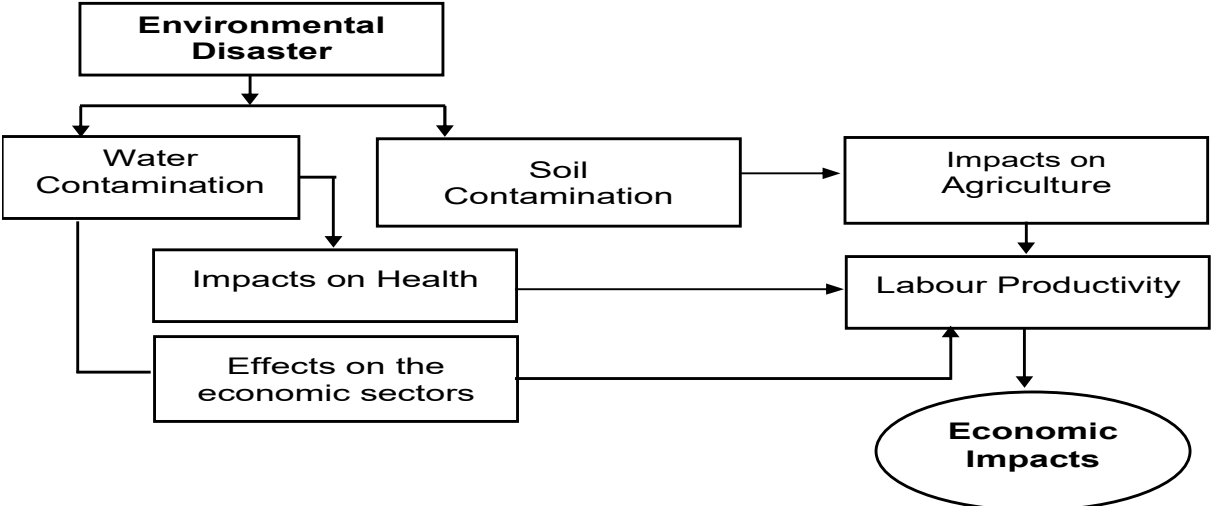 Environmental
Disaster
Water
Contamination
Soil
Contamination
Impacts on
Agriculture
Impacts on Health
Labour Productivity
Effects on the
economic sectors
Economic
Impacts